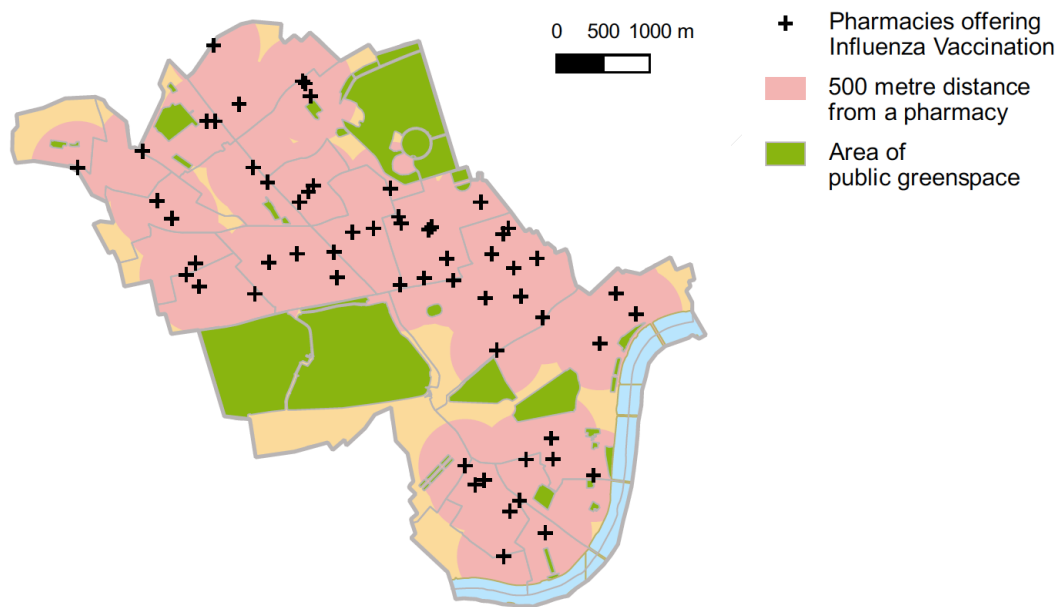 0 500 1000 m
Pharmacies offering
Influenza Vaccination
500 metre distance
from a pharmacy
Area of
public greenspace